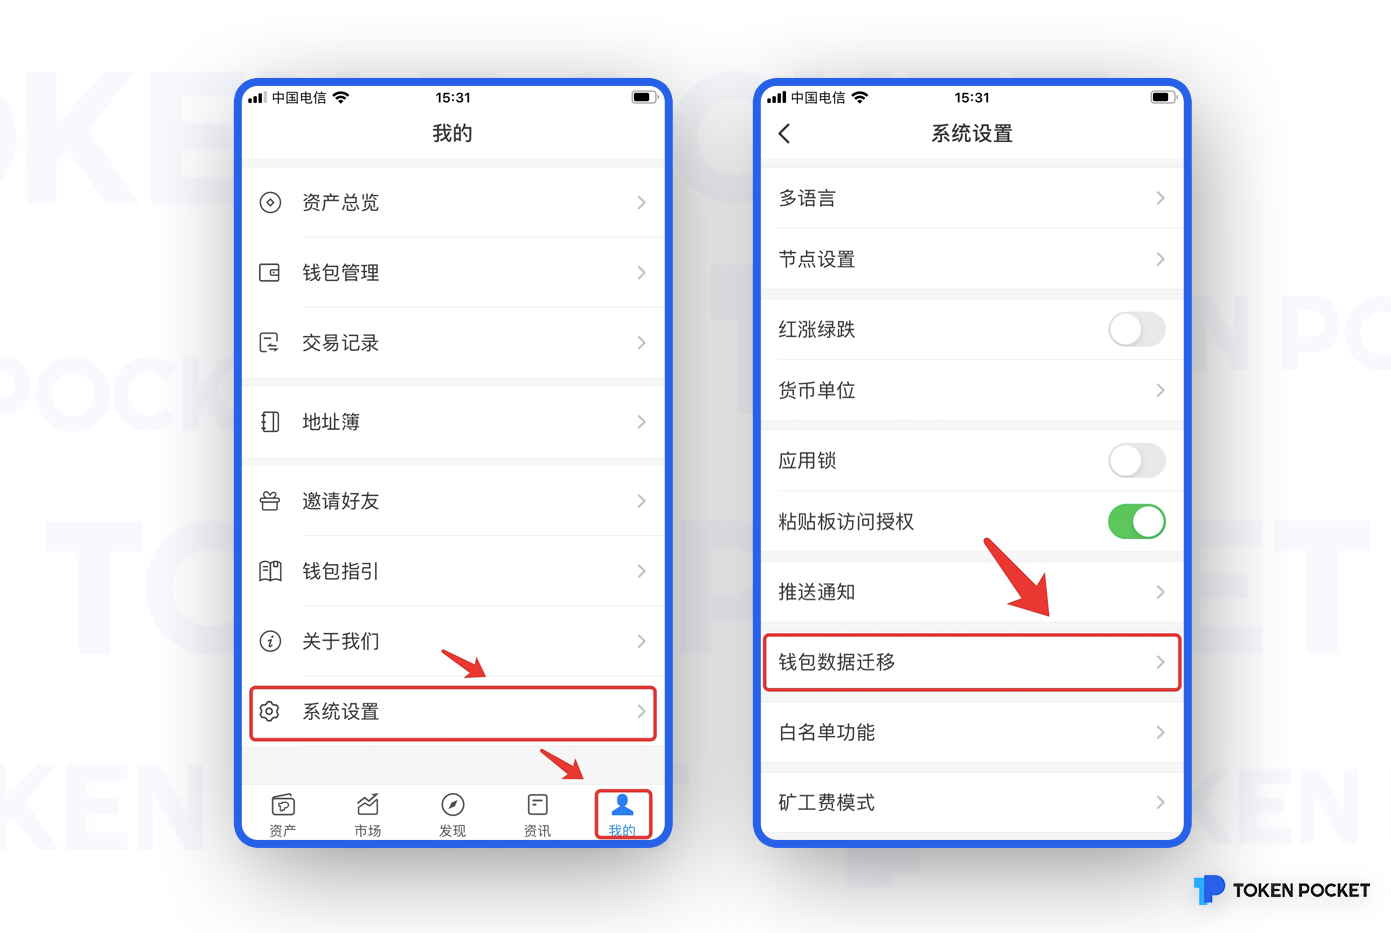 中国电信
15:31
我的
资产总览
钱包管理
交易记录
地址簿
邀请好友
钱包指引
关于我们
系统设置
资产
市场
发现
资讯
我的
中国电信
15:31
系统设置
多语言
节点设置
红涨绿跌
货币单位
应用锁
粘贴板访问授权
推送通知
钱包数据迁移
白名单功能
矿工费模式
TOKEN POCKET